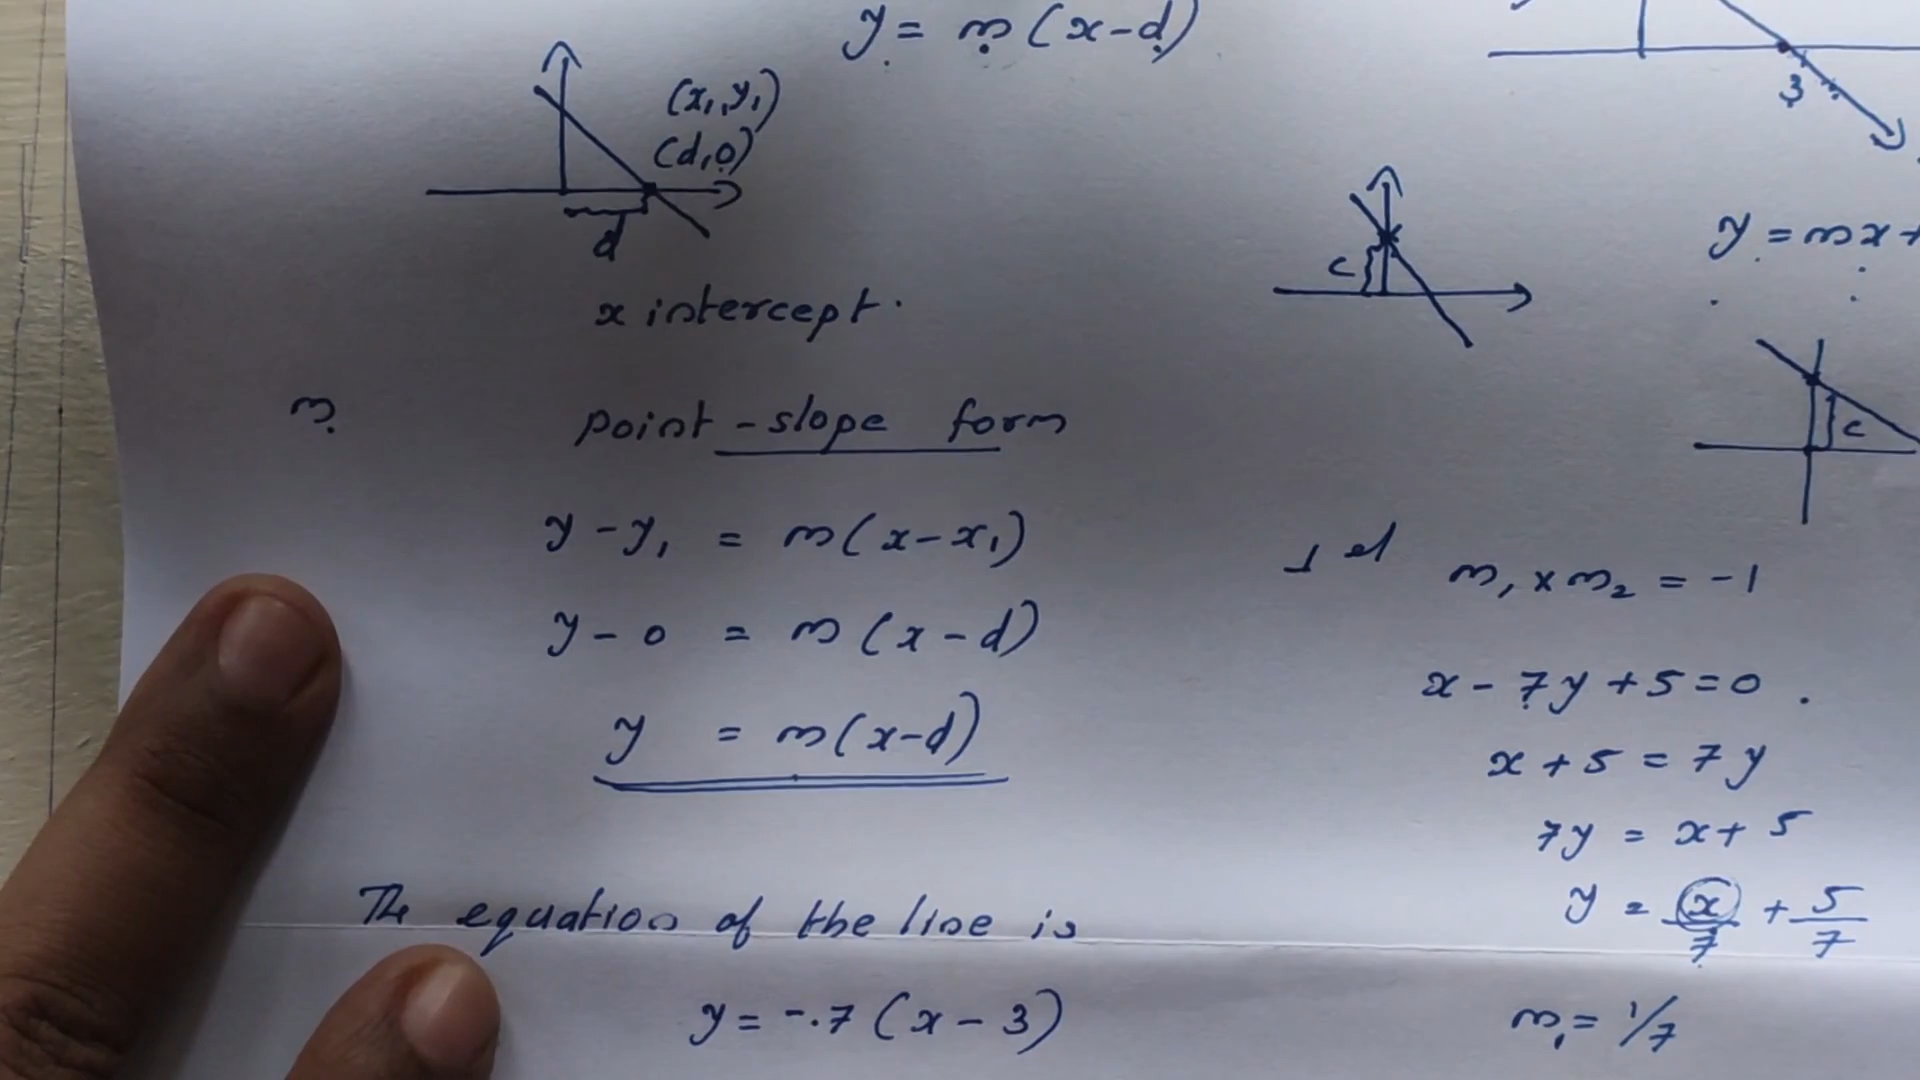 y = m (x-d)
(x₁,y₁)
(d,0)
d
x intercept.
m
point-slope form
y - y₁ = m(x-x₁)
y - 0 = m (x-d)
y = m(x-d)
The equation of the line is
y = -.7 (x - 3)
3
c
y = mx+
c
⊥el m₁ x m₂ = -1
x - 7y + 5 = 0.
x + 5 = 7y
7y = x + 5
y = x/7 + 5/7
m₁ = 1/7